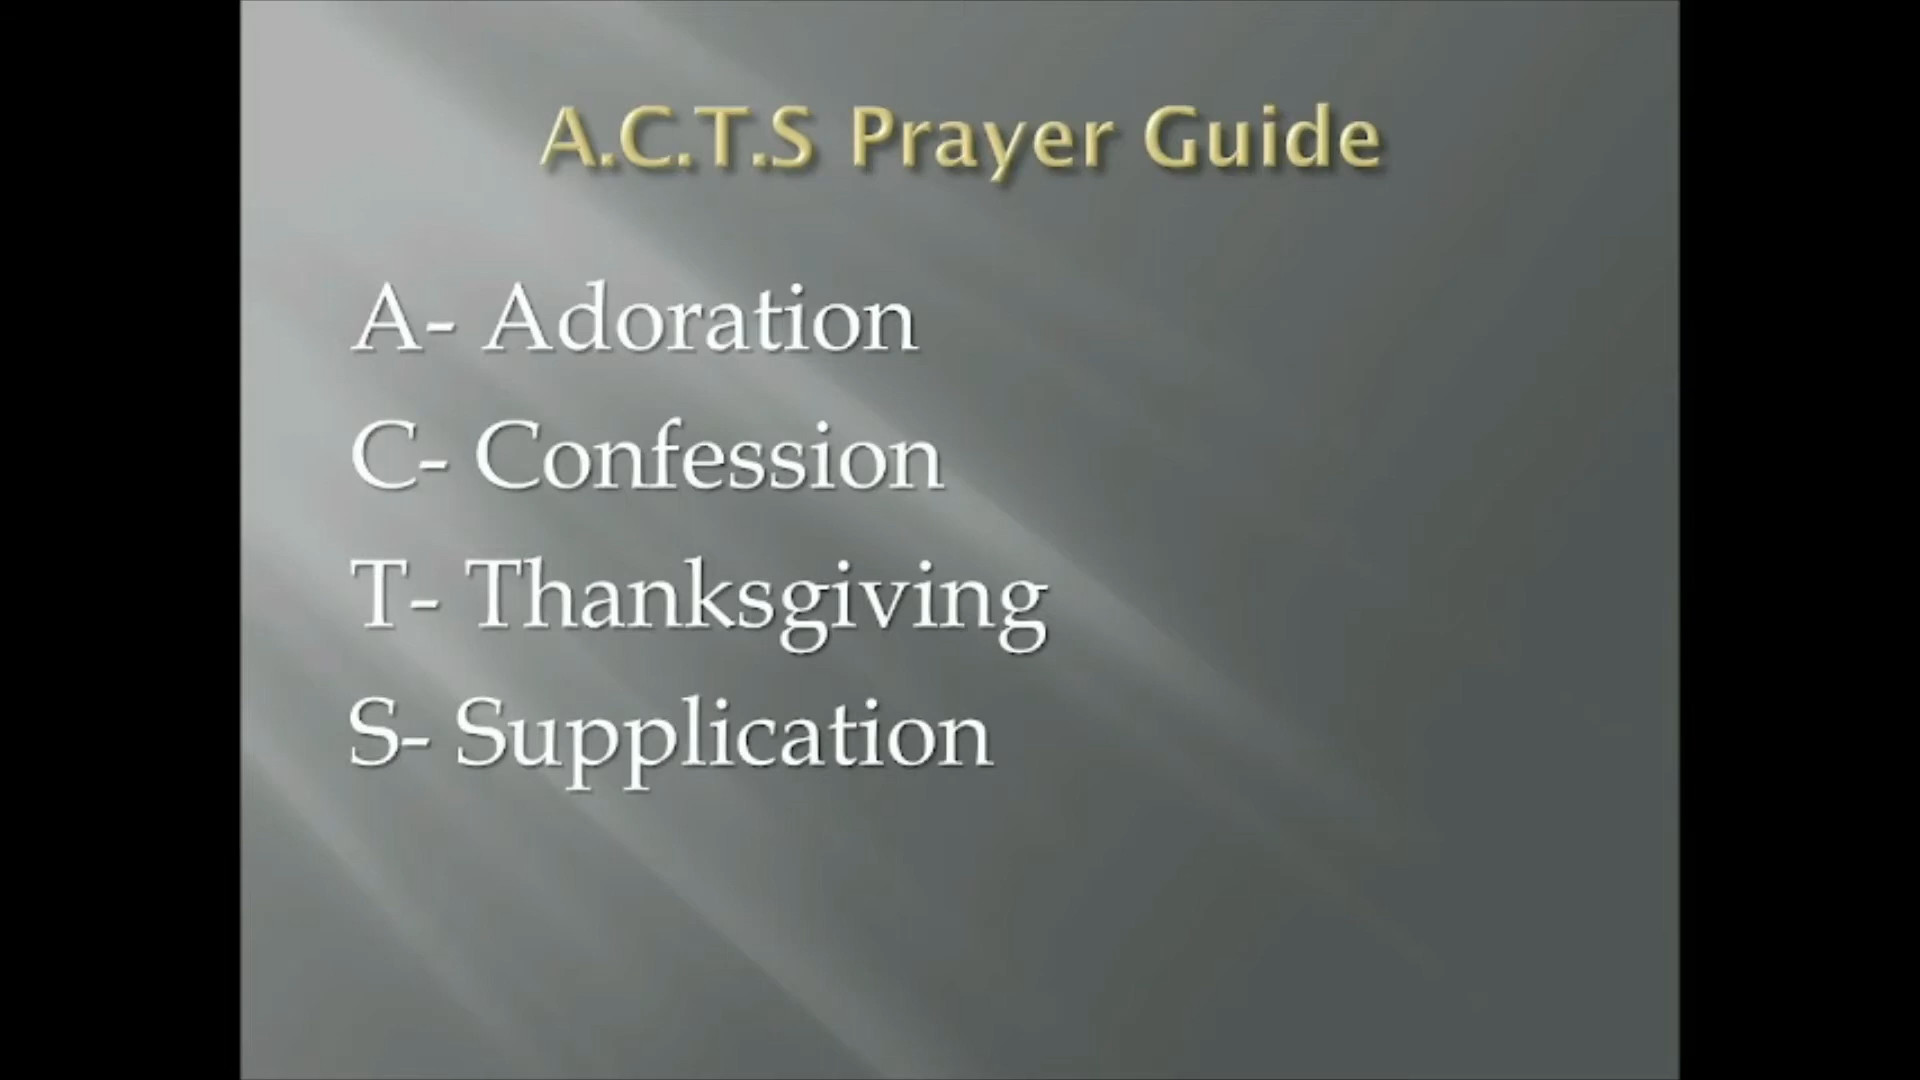 A.C.T.S Prayer Guide
A- Adoration
C- Confession
T- Thanksgiving
S- Supplication